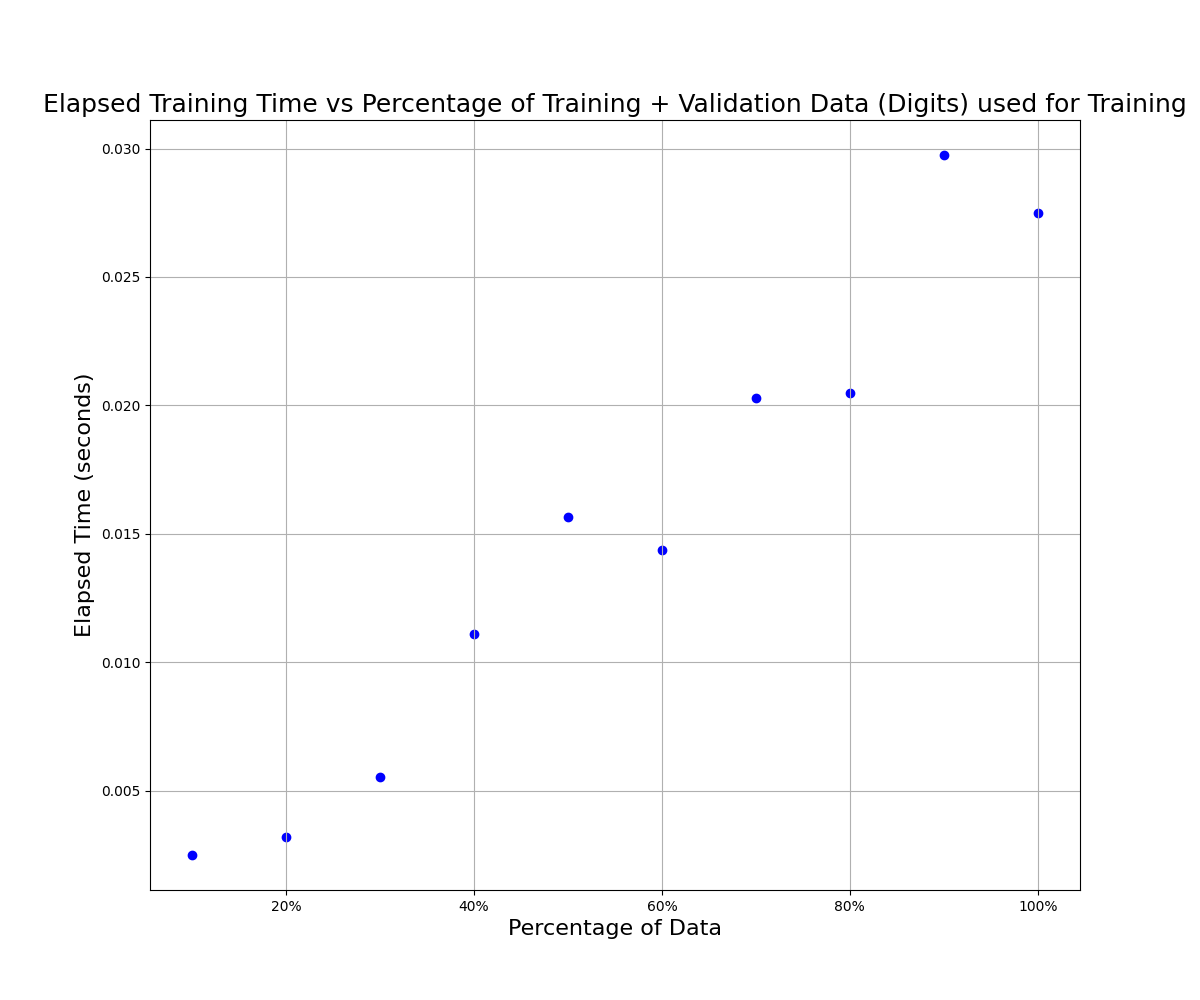 Elapsed Training Time vs Percentage of Training + Validation Data (Digits) used for Training
0.030
0.025
0.020
0.015
0.010
0.005
Elapsed Time (seconds)
20% 40% 60% 80% 100%
Percentage of Data